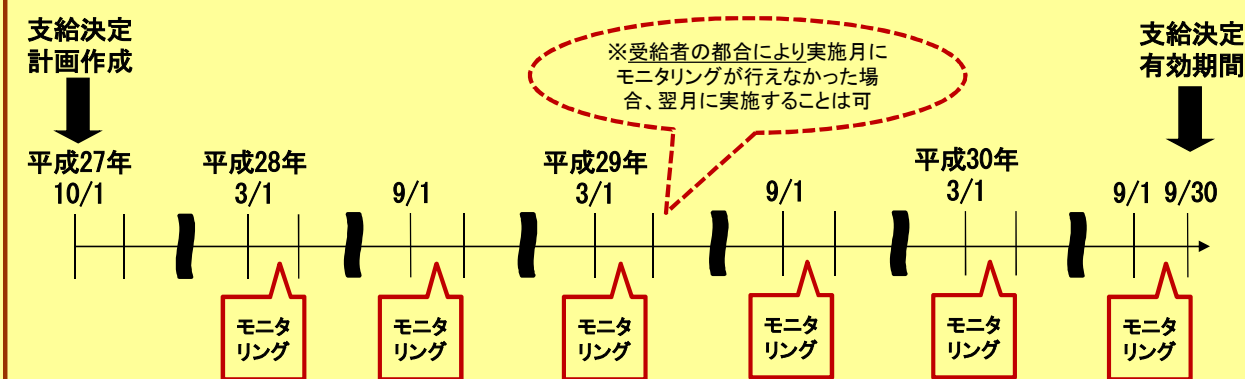 支給決定
計画作成
※受給者の都合により実施月に
モニタリングが行えなかった場
合、翌月に実施することは可
支給決定
有効期間
平成27年
10/1
平成28年
3/1
9/1
平成29年
3/1
9/1
平成30年
3/1
9/1
9/30
モニタ
リング
モニタ
リング
モニタ
リング
モニタ
リング
モニタ
リング
モニタ
リング